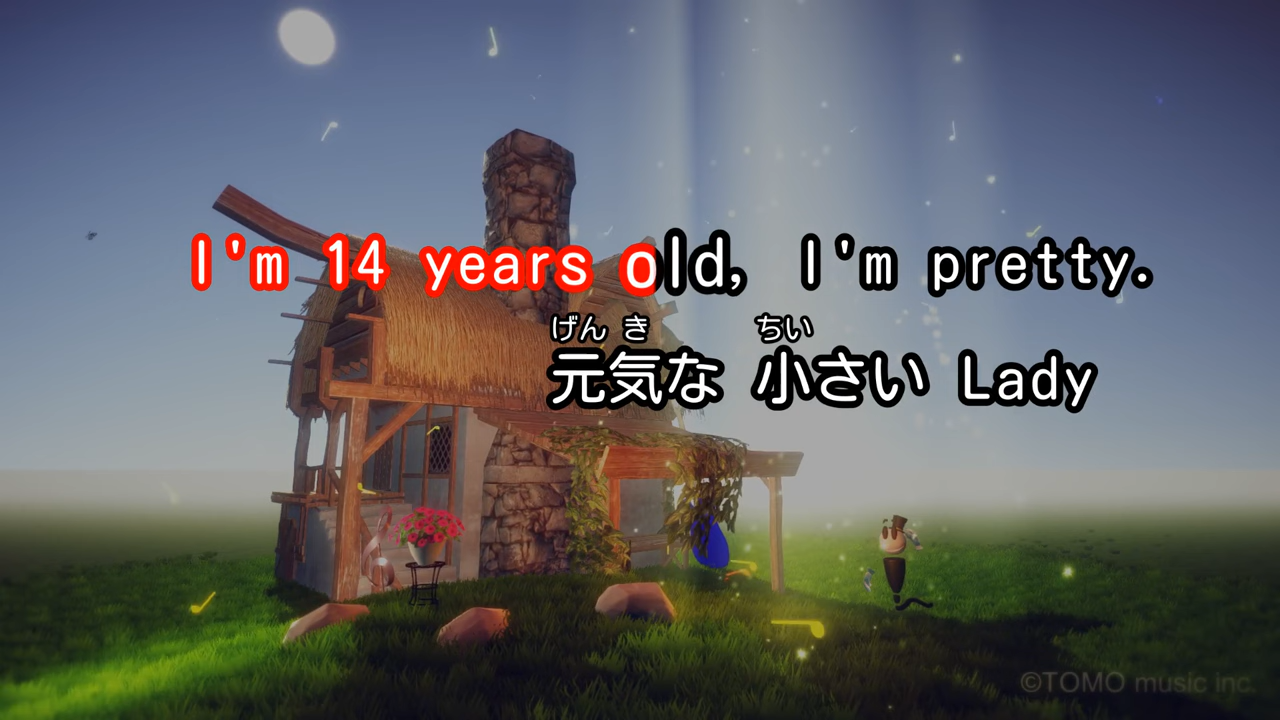 I'm 14 years old, I'm pretty.
げん き ちい
元気な 小さい Lady
©TOMO music inc